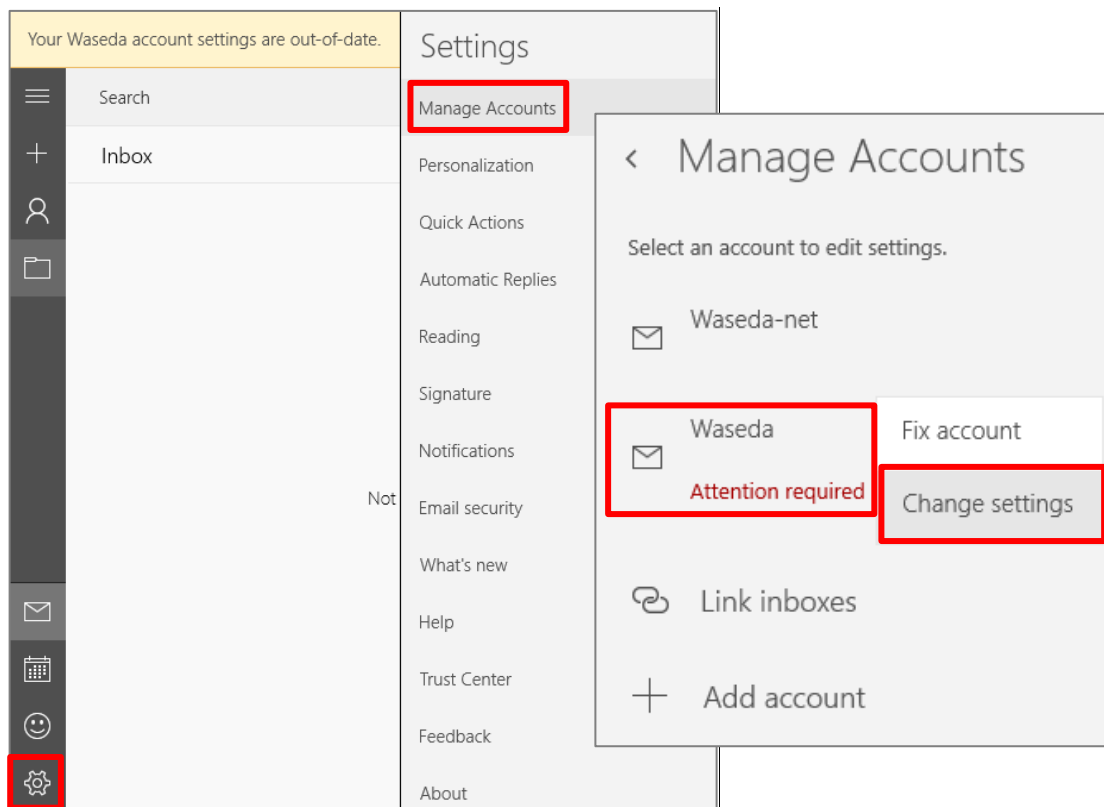 Your Waseda account settings are out-of-date.
Search
Inbox
Not
Settings
Manage Accounts
Personalization
Quick Actions
Automatic Replies
Reading
Signature
Notifications
Email security
What's new
Help
Trust Center
Feedback
About
Manage Accounts
Select an account to edit settings.
Waseda-net
Waseda
Attention required
Fix account
Change settings
Link inboxes
Add account